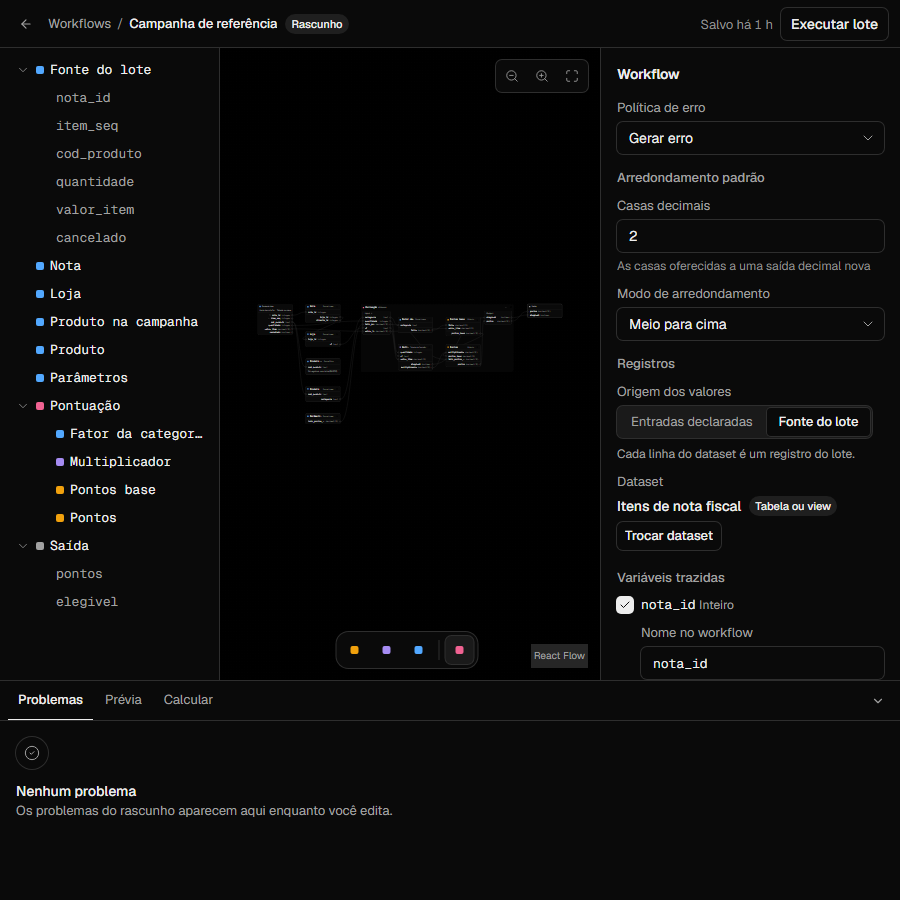 Workflows / Campanha de referência Rascunho
Salvo há 1 h
Executar lote
Fonte do lote
nota_id
item_seq
cod_produto
quantidade
valor_item
cancelado
Nota
Loja
Produto na campanha
Produto
Parâmetros
Pontuação
Fator da categor…
Multiplicador
Pontos base
Pontos
Saída
pontos
elegivel
React Flow
Workflow
Política de erro
Gerar erro
Arredondamento padrão
Casas decimais
2
As casas oferecidas a uma saída decimal nova
Modo de arredondamento
Meio para cima
Registros
Origem dos valores
Entradas declaradas
Fonte do lote
Cada linha do dataset é um registro do lote.
Dataset
Itens de nota fiscal Tabela ou view
Trocar dataset
Variáveis trazidas
nota_id Inteiro
Nome no workflow
nota_id
Problemas
Prévia
Calcular
Nenhum problema
Os problemas do rascunho aparecem aqui enquanto você edita.